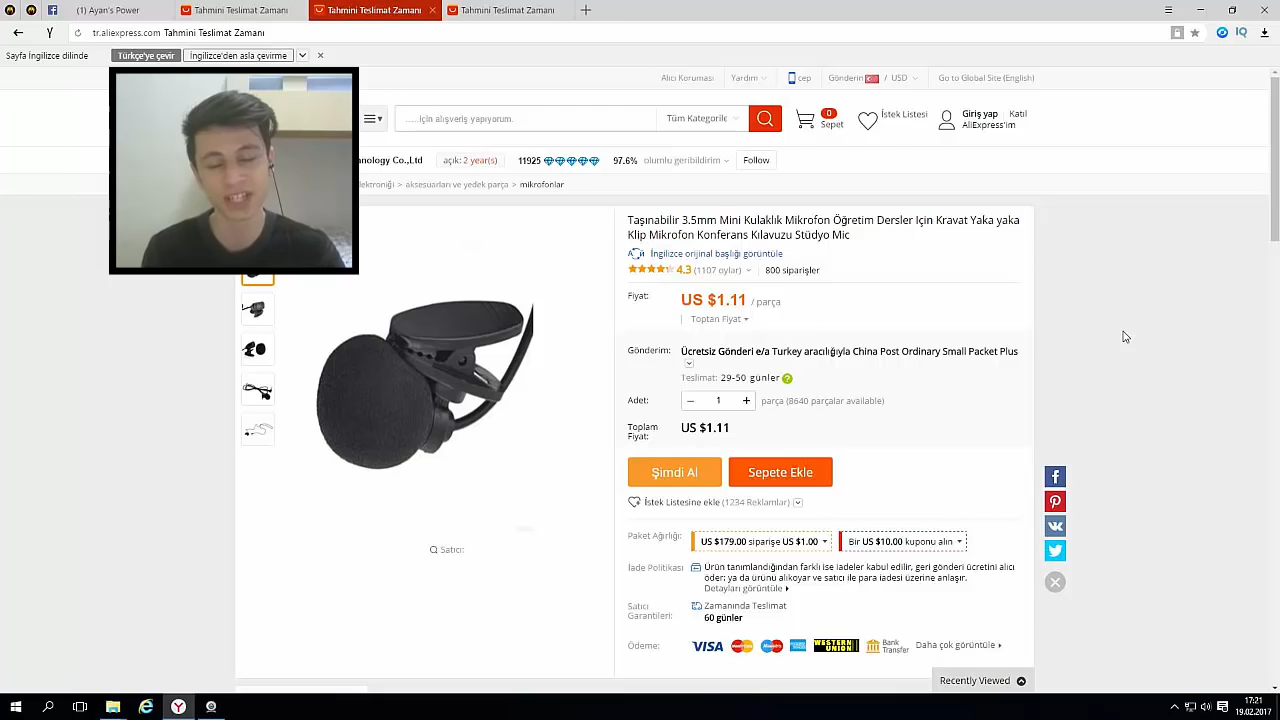 (1) Ayan's Power
Tahmini Teslimat Zamanı
Tahmini Teslimat Zamanı
Tahmini Teslimat Zamanı
tr.aliexpress.com Tahmini Teslimat Zamanı
IQ
Sayfa İngilizce dilinde
Türkçe'ye çevir
İngilizce'den asla çevirme
Alıcı Koruması
Yardım
cep
Gönderin / USD
Go to Global Site (English)
.....için alışveriş yapıyorum.
Tüm Kategorile
0
Sepet
İstek Listesi
Giriş yap
Katıl
AliExpress'im
nology Co.,Ltd
açık: 2 year(s)
11925
97.6% olumlu geribildirim
Follow
ektroniği > aksesuarları ve yedek parça > mikrofonlar
Taşınabilir 3.5mm Mini Kulaklık Mikrofon Öğretim Dersler Için Kravat Yaka yaka
Klip Mikrofon Konferans Kılavuzu Stüdyo Mic
İngilizce orijinal başlığı görüntüle
4.3 (1107 oylar)
800 siparişler
Fiyat:
US $1.11 / parça
Toptan Fiyat
Gönderim:
Ücretsiz Gönderi e/a Turkey aracılığıyla China Post Ordinary Small Packet Plus
Teslimat: 29-50 günler
Adet:
1
parça (8640 parçalar available)
Toplam
Fiyat:
US $1.11
Şimdi Al
Sepete Ekle
İstek Listesine ekle (1234 Reklamlar)
Satıcı:
Paket Ağırlığı:
US $179.00 siparişe US $1.00
Bir US $10.00 kuponu alın
İade Politikası
Ürün tanımlandığından farklı ise iadeler kabul edilir, geri gönderi ücretini alıcı
öder; ya da ürünü alıkoyar ve satıcı ile para iadesi üzerine anlaşır.
Detayları görüntüle
Satıcı
Garantileri:
Zamanında Teslimat
60 günler
Ödeme:
VISA
WESTERN
UNION
Bank
Transfer
Daha çok görüntüle
Recently Viewed
17:21
19.02.2017